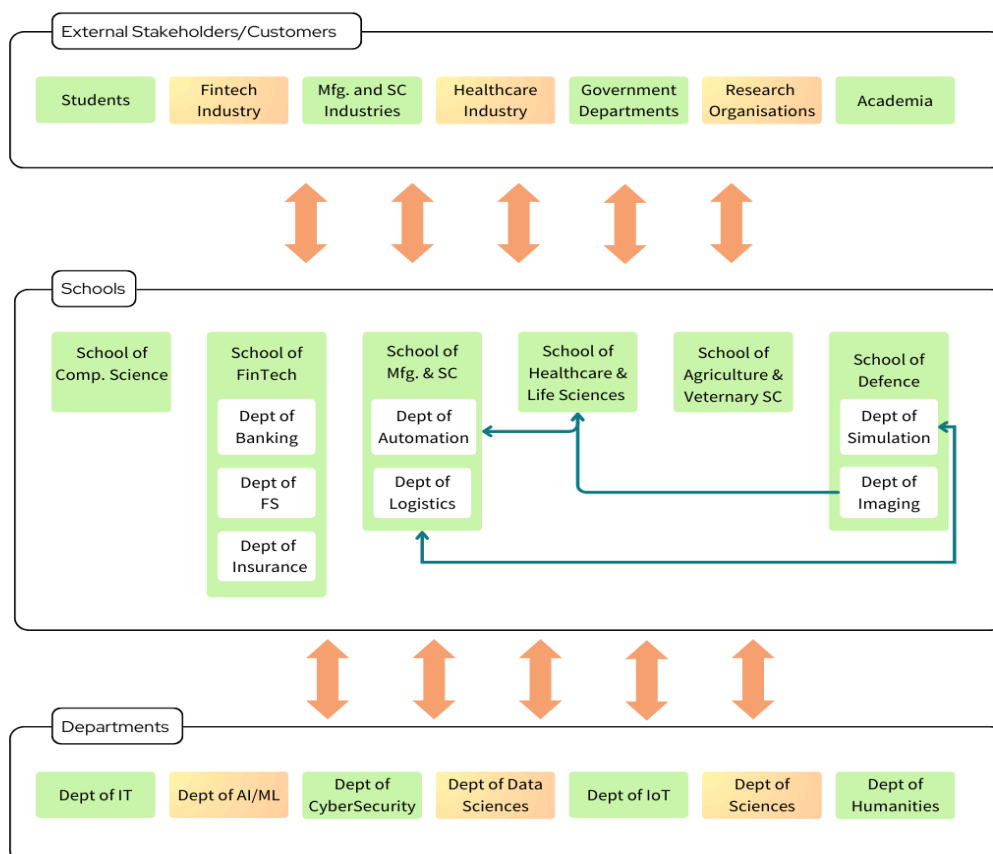 External Stakeholders/Customers
Students
Fintech
Industry
Mfg. and SC
Industries
Healthcare
Industry
Government
Departments
Research
Organisations
Academia
Schools
School of
Comp. Science
School of
FinTech
Dept of
Banking
Dept of
FS
Dept of
Insurance
School of
Mfg. & SC
Dept of
Automation
Dept of
Logistics
School of
Healthcare &
Life Sciences
School of
Agriculture &
Veternary SC
School of
Defence
Dept of
Simulation
Dept of
Imaging
Departments
Dept of IT
Dept of AI/ML
Dept of
CyberSecurity
Dept of Data
Sciences
Dept of IoT
Dept of
Sciences
Dept of
Humanities